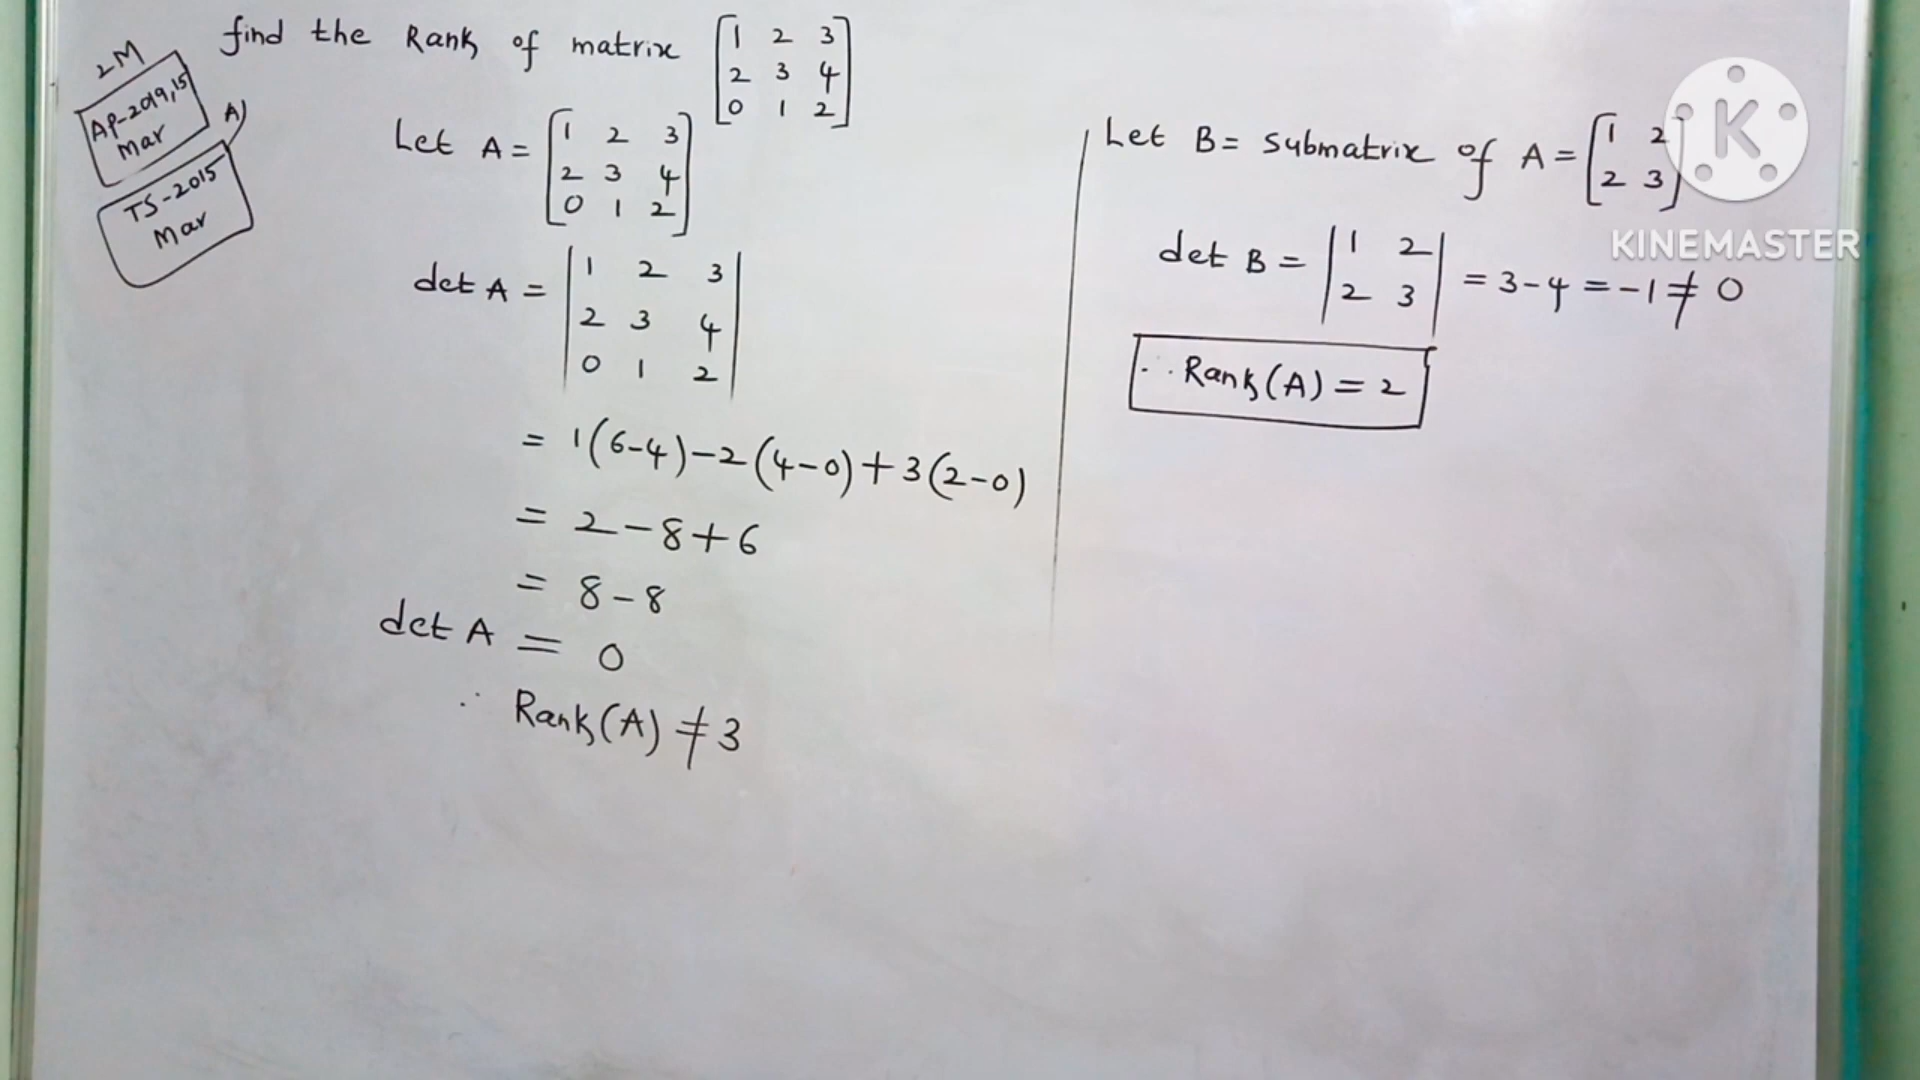 2M
AP-2019,15
Mar
TS-2015
Mar
find the Rank of matrix [1 2 3
2 3 4
0 1 2]
A)
Let A = [1 2 3
2 3 4
0 1 2]
det A = |1 2 3
2 3 4
0 1 2|
= 1(6-4)-2(4-0)+3(2-0)
= 2-8+6
= 8-8
det A = 0
∴ Rank(A) ≠ 3
Let B = submatrix of A = [1 2
2 3]
det B = |1 2
2 3| = 3-4 = -1 ≠ 0
∴ Rank(A) = 2
K
KINEMASTER